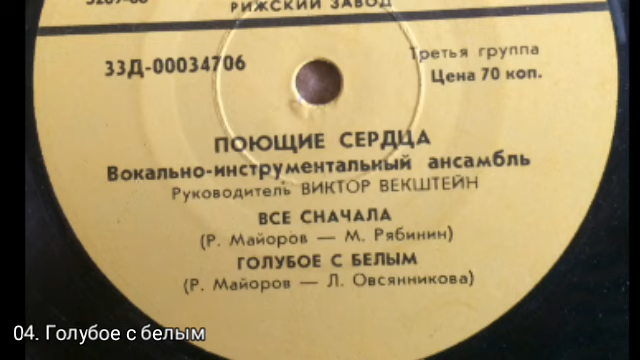 РИЖСКИЙ ЗАВОД
33Д-00034706
Третья группа
Цена 70 коп.
ПОЮЩИЕ СЕРДЦА
Вокально-инструментальный ансамбль
Руководитель ВИКТОР ВЕКШТЕЙН
ВСЕ СНАЧАЛА
(Р. Майоров — М. Рябинин)
ГОЛУБОЕ С БЕЛЫМ
(Р. Майоров — Л. Овсянникова)
04. Голубое с белым